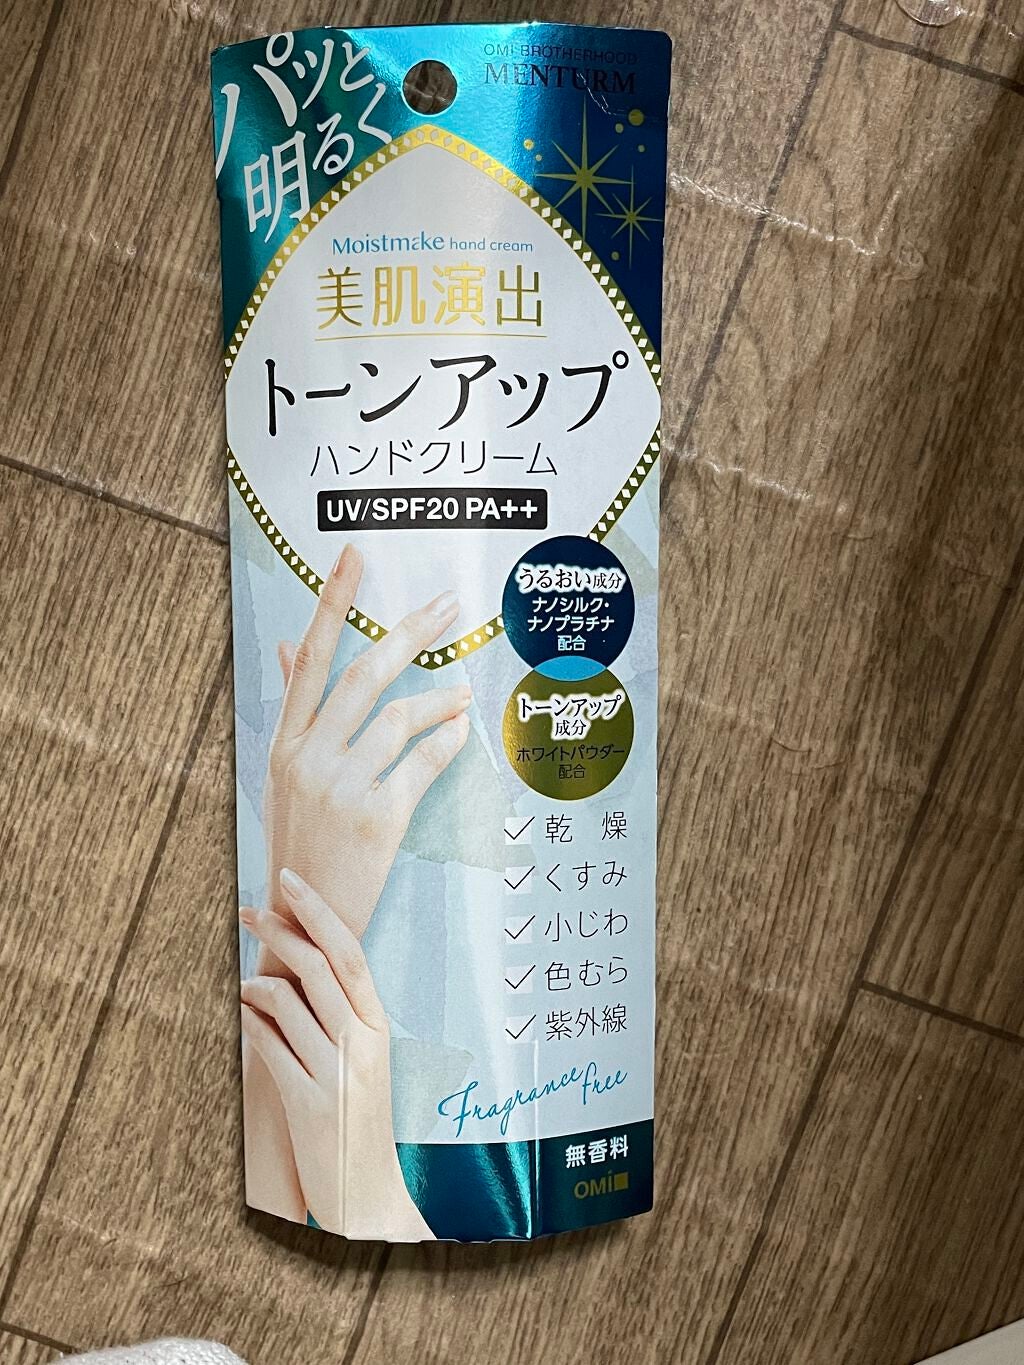 パッと
明るく
OMI BROTHERHOOD
MENTURM
Moistmake hand cream
美肌演出
トーンアップ
ハンドクリーム
UV/SPF20 PA++
うるおい成分
ナノシルク・
ナノプラチナ
配合
トーンアップ
成分
ホワイトパウダー
配合
乾 燥
くすみ
小じわ
色むら
紫外線
Fragrance free
無香料
OMI